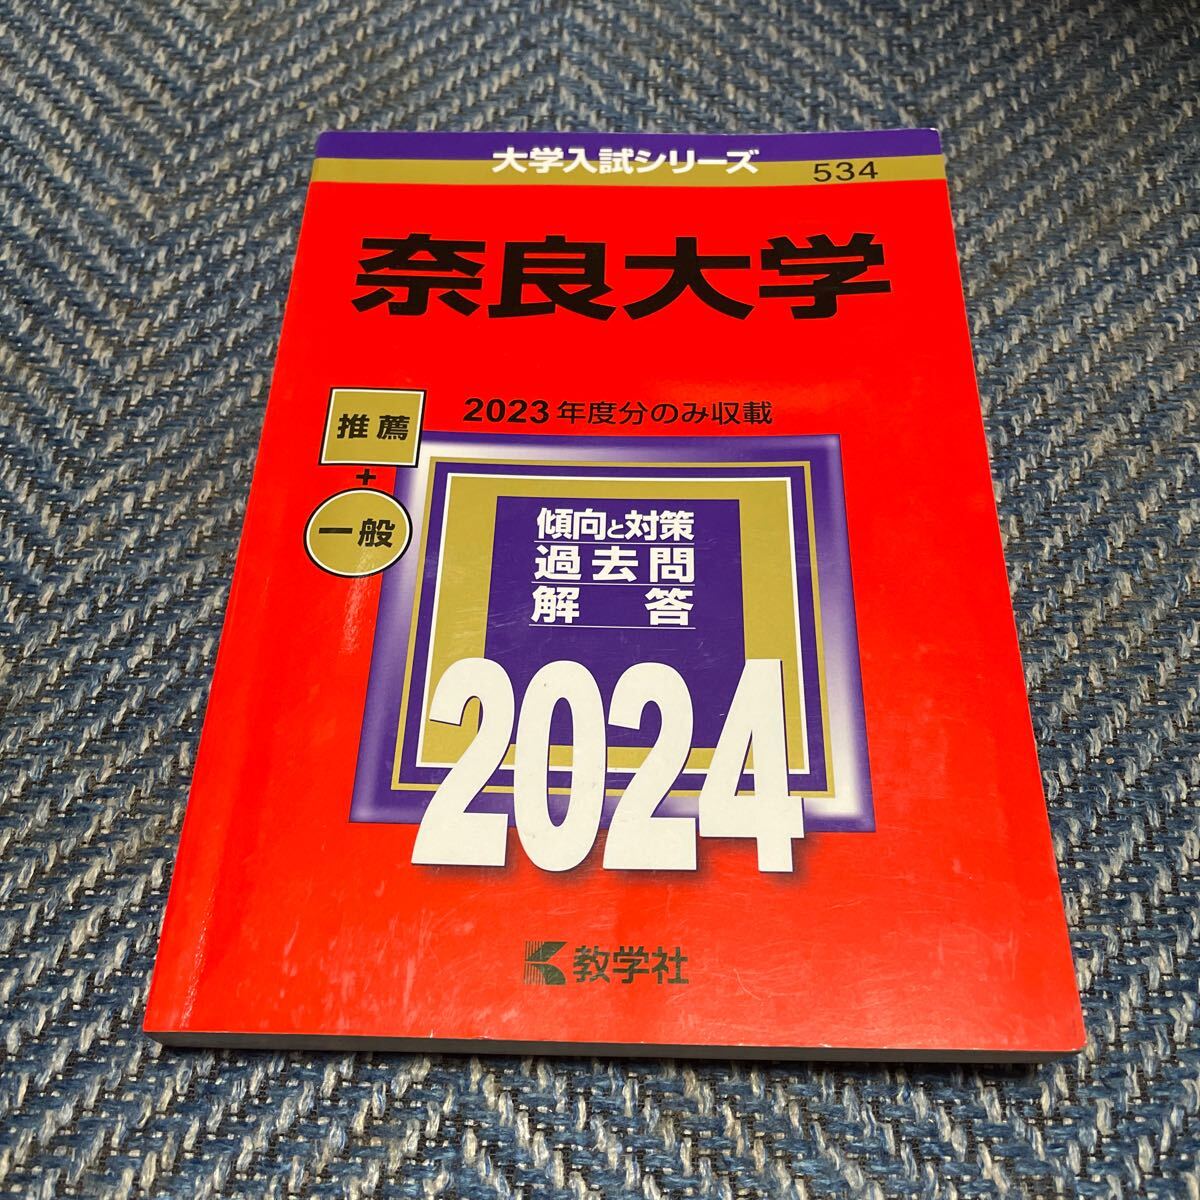 大学入試シリーズ
534
奈良大学
2023年度分のみ収載
推薦
+
一般
傾向と対策
過去問
解答
2024
教学社